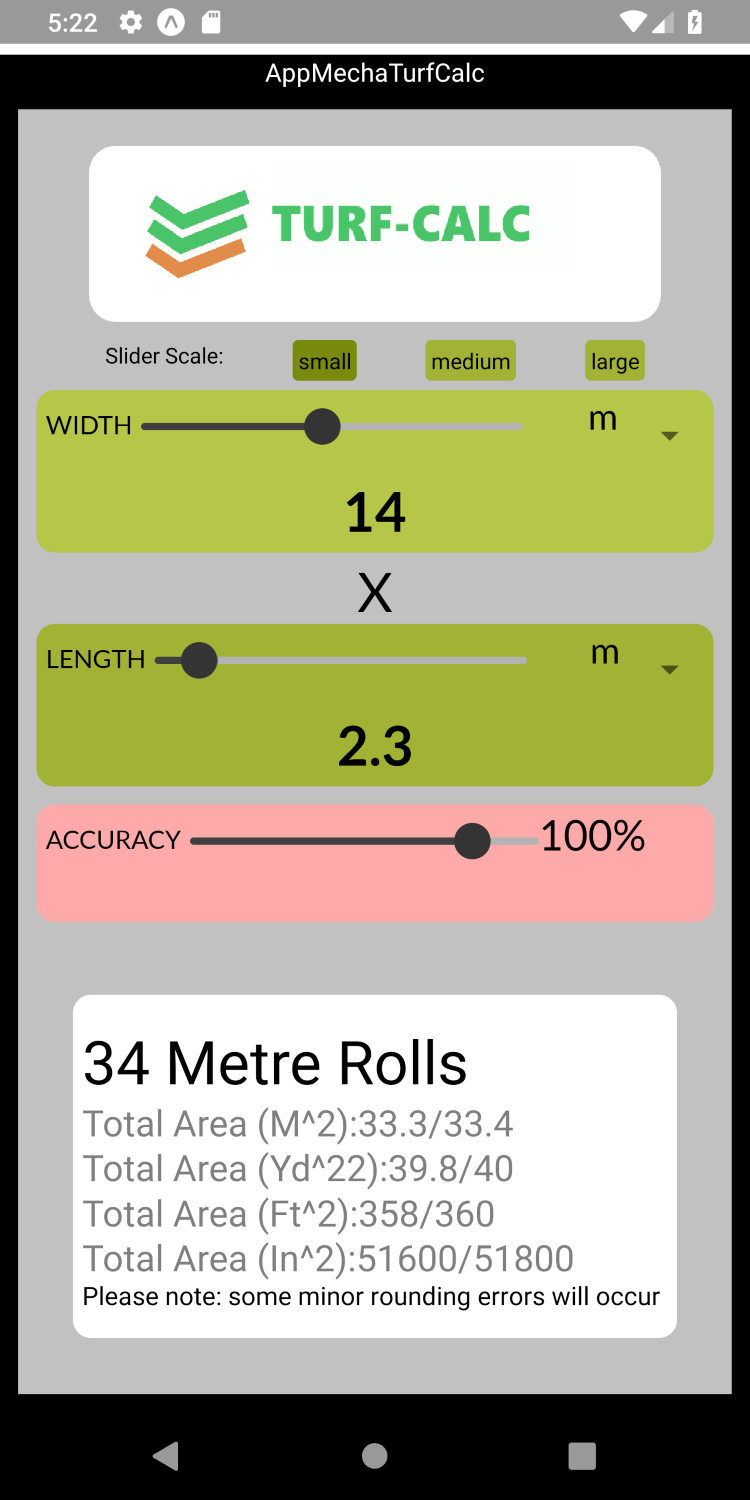 5:22
AppMechaTurfCalc
TURF-CALC
Slider Scale: small medium large
WIDTH m
14
X
LENGTH m
2.3
ACCURACY 100%
34 Metre Rolls
Total Area (M^2):33.3/33.4
Total Area (Yd^22):39.8/40
Total Area (Ft^2):358/360
Total Area (In^2):51600/51800
Please note: some minor rounding errors will occur